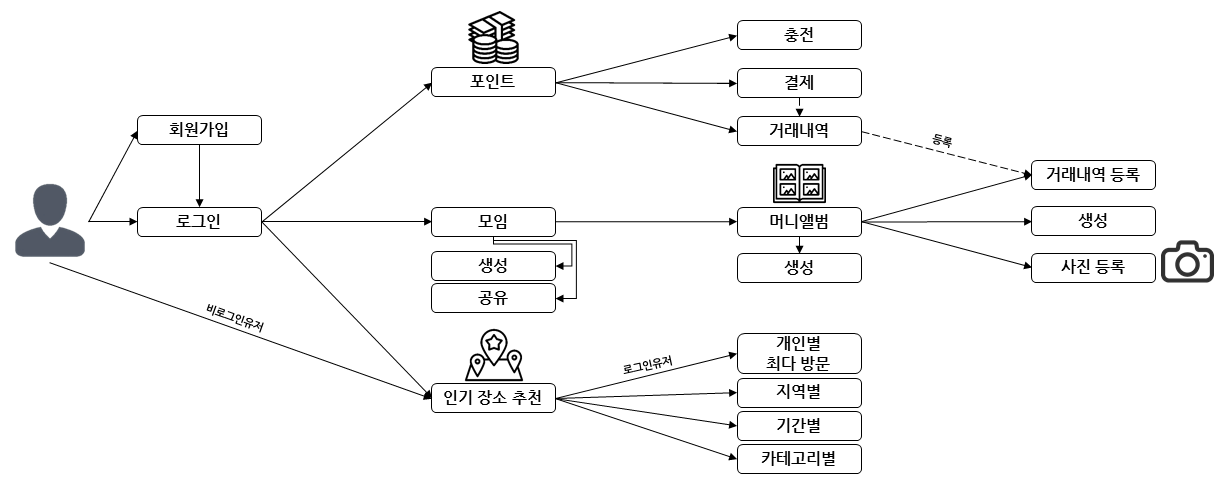 충전
포인트
결제
회원가입
거래내역
등록
거래내역 등록
로그인
모임
머니앨범
생성
생성
생성
사진 등록
공유
비로그인유저
개인별
최다 방문
로그인유저
인기 장소 추천
지역별
기간별
카테고리별